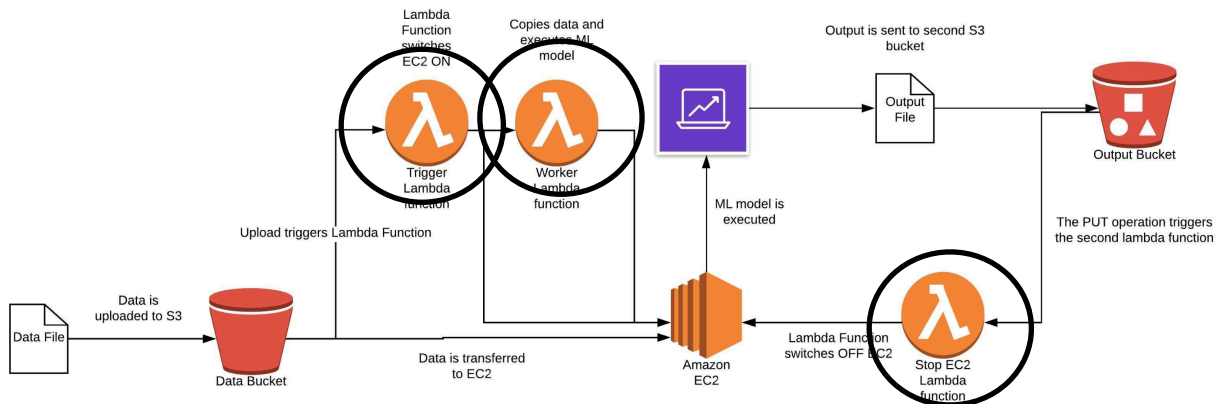 Lambda
Function
switches
EC2 ON
Copies data and
executes ML
model
Output is sent to second S3
bucket
Output
File
Output Bucket
Trigger
Lambda
function
Worker
Lambda
function
ML model is
executed
The PUT operation triggers
the second lambda function
Upload triggers Lambda Function
Data is
uploaded to S3
Data File
Data Bucket
Data is transferred
to EC2
Amazon
EC2
Lambda Function
switches OFF EC2
Stop EC2
Lambda
function